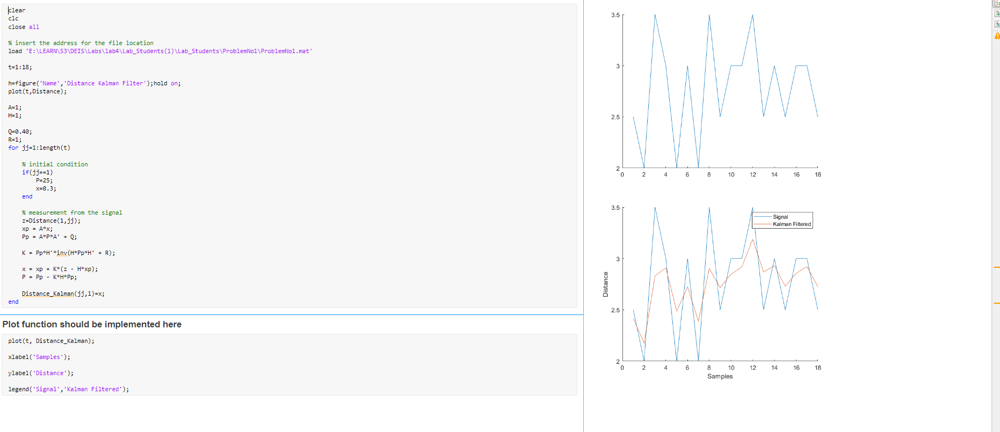 clear
clc
close all
% insert the address for the file location
load 'E:\LEARN\S3\DEIS\Labs\lab4\Lab_Students(1)\Lab_Students\ProblemNo1\ProblemNo1.mat'
t=1:18;
h=figure('Name','Distance Kalman Filter');hold on;
plot(t,Distance);
A=1;
H=1;
Q=0.40;
R=1;
for jj=1:length(t)
% initial condition
if(jj==1)
P=25;
x=0.3;
end
% measurement from the signal
z=Distance(1,jj);
xp = A*x;
Pp = A*P*A' + Q;
K = Pp*H'*inv(H*Pp*H' + R);
x = xp + K*(z - H*xp);
P = Pp - K*H*Pp;
Distance_Kalman(jj,1)=x;
end
Plot function should be implemented here
plot(t, Distance_Kalman);
xlabel('Samples');
ylabel('Distance');
legend('Signal','Kalman Filtered');
3.5
3
2.5
2
0 2 4 6 8 10 12 14 16 18
3.5
3
2.5
2
Distance
Signal
Kalman Filtered
0 2 4 6 8 10 12 14 16 18
Samples